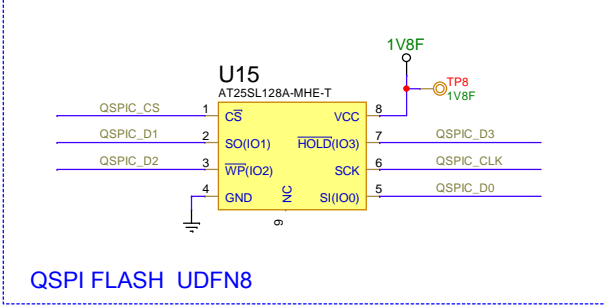 1V8F
U15
AT25SL128A-MHE-T
TP8
1V8F
QSPIC_CS 1 CS VCC 8
QSPIC_D1 2 SO(IO1) HOLD(IO3) 7 QSPIC_D3
QSPIC_D2 3 WP(IO2) SCK 6 QSPIC_CLK
4 GND NC SI(IO0) 5 QSPIC_D0
9
QSPI FLASH UDFN8